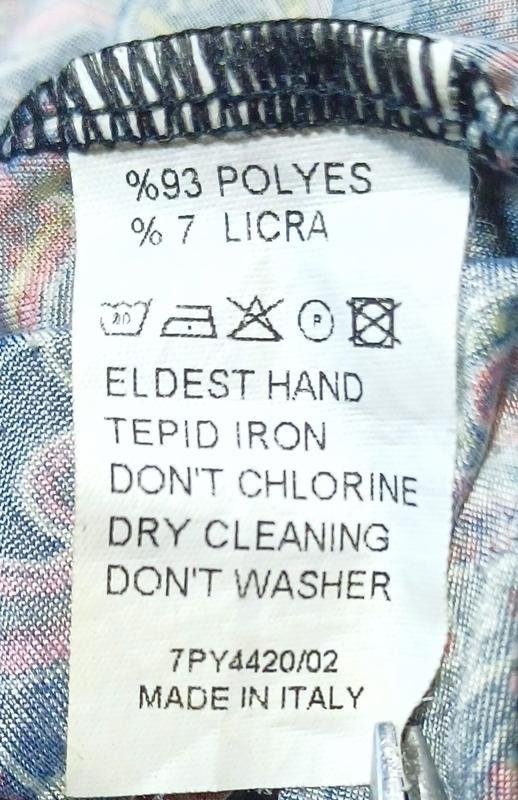 %93 POLYES
% 7 LICRA
P
ELDEST HAND
TEPID IRON
DON'T CHLORINE
DRY CLEANING
DON'T WASHER
7PY4420/02
MADE IN ITALY